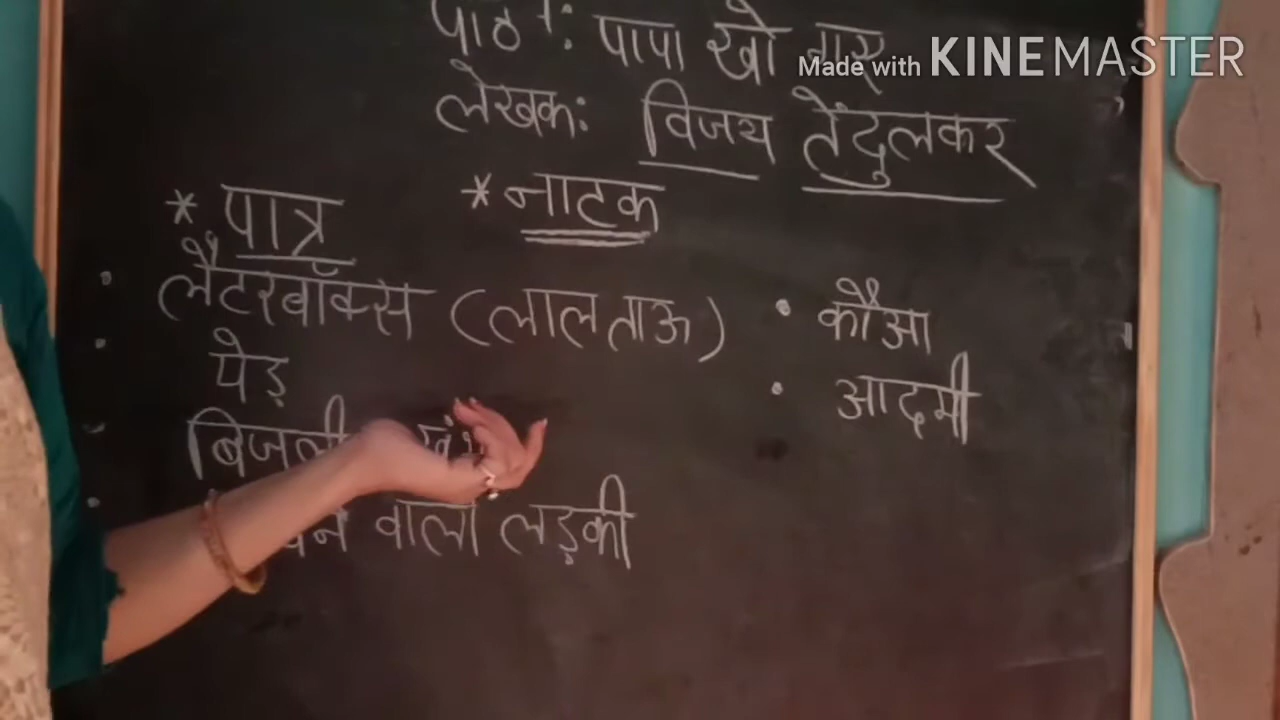 पाठ : पापा खो गए
Made with KINEMASTER
लेखक: विजय तेंदुलकर
* पात्र * नाटक
• लैटरबॉक्स (लाल ताऊ) • कौआ
• पेड़ • आदमी
• बिजली
• वाली लड़की